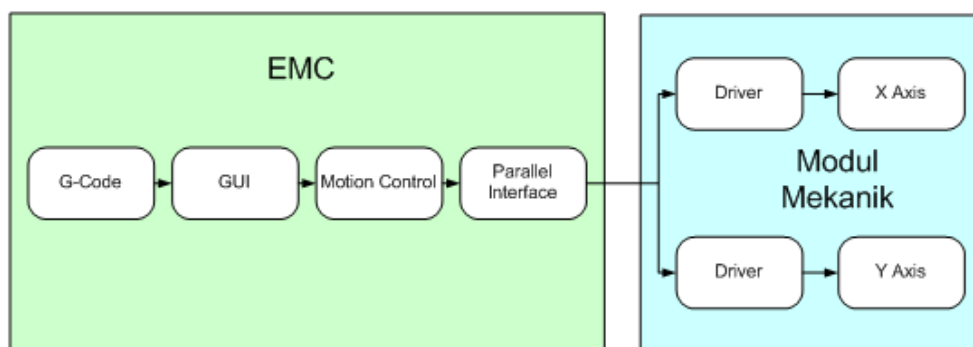 EMC
G-Code
GUI
Motion Control
Parallel
Interface
Driver
X Axis
Modul
Mekanik
Driver
Y Axis